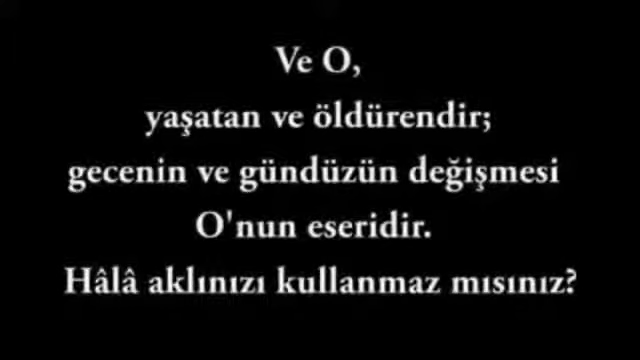 Ve O,
yaşatan ve öldürendir;
gecenin ve gündüzün değişmesi
O'nun eseridir.
Hâlâ aklınızı kullanmaz mısınız?